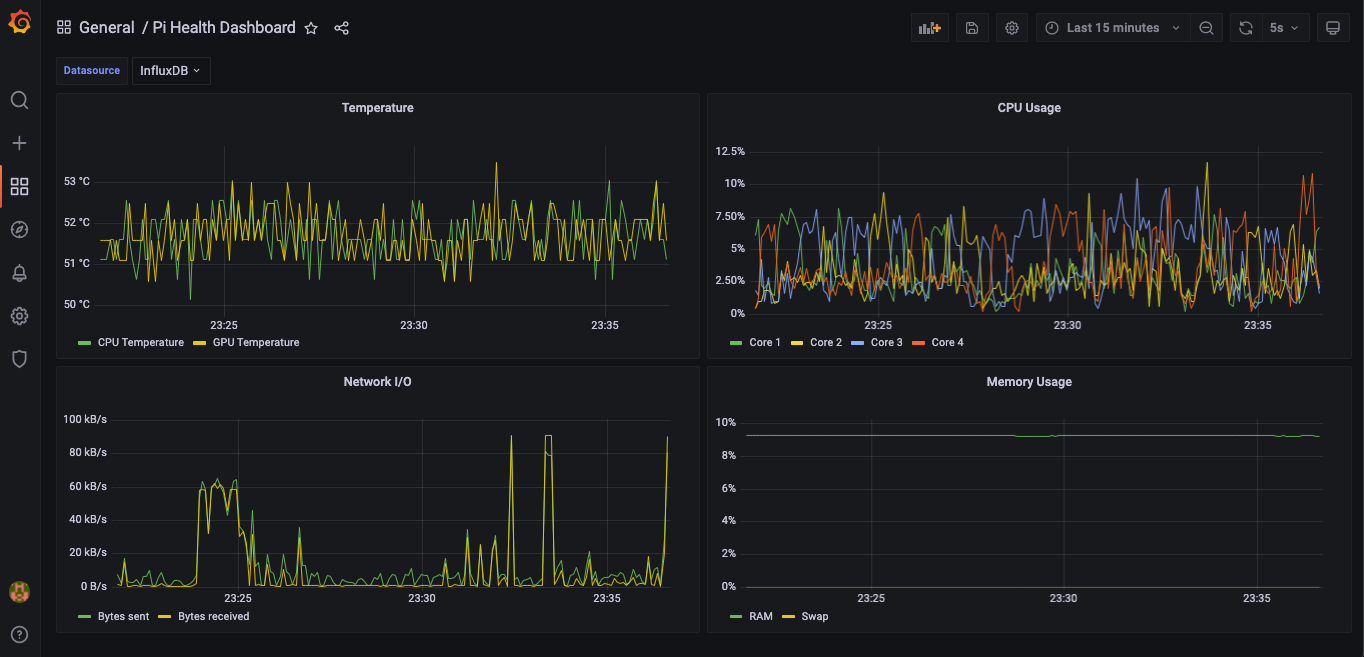 General / Pi Health Dashboard
Last 15 minutes
5s
Datasource
InfluxDB
Temperature
53 °C
52 °C
51 °C
50 °C
23:25
23:30
23:35
CPU Temperature
GPU Temperature
CPU Usage
12.5%
10%
7.50%
5%
2.50%
0%
23:25
23:30
23:35
Core 1
Core 2
Core 3
Core 4
Network I/O
100 kB/s
80 kB/s
60 kB/s
40 kB/s
20 kB/s
0 B/s
23:25
23:30
23:35
Bytes sent
Bytes received
Memory Usage
10%
8%
6%
4%
2%
0%
23:25
23:30
23:35
RAM
Swap